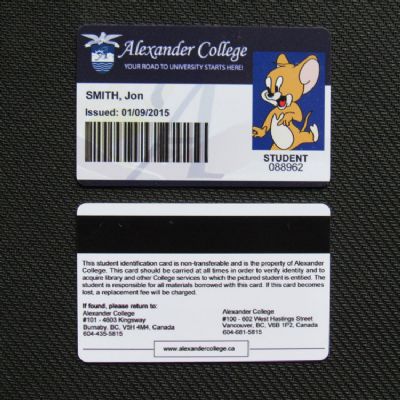 Alexander College
YOUR ROAD TO UNIVERSITY STARTS HERE!
SMITH, Jon
Issued: 01/09/2015
STUDENT
088962
This student identification card is non-transferable and is the property of Alexander
College. This card should be carried at all times in order to verify identity and to
acquire library and other College services to which the pictured student is entitled. The
student is responsible for all materials borrowed with this card. If this card becomes
lost, a replacement fee will be charged.
If found, please return to:
Alexander College
#101 - 4603 Kingsway
Burnaby, BC, V5H 4M4, Canada
604-435-5815
Alexander College
#100 - 602 West Hastings Street
Vancouver, BC, V6B 1P2, Canada
604-681-5815
www.alexandercollege.ca